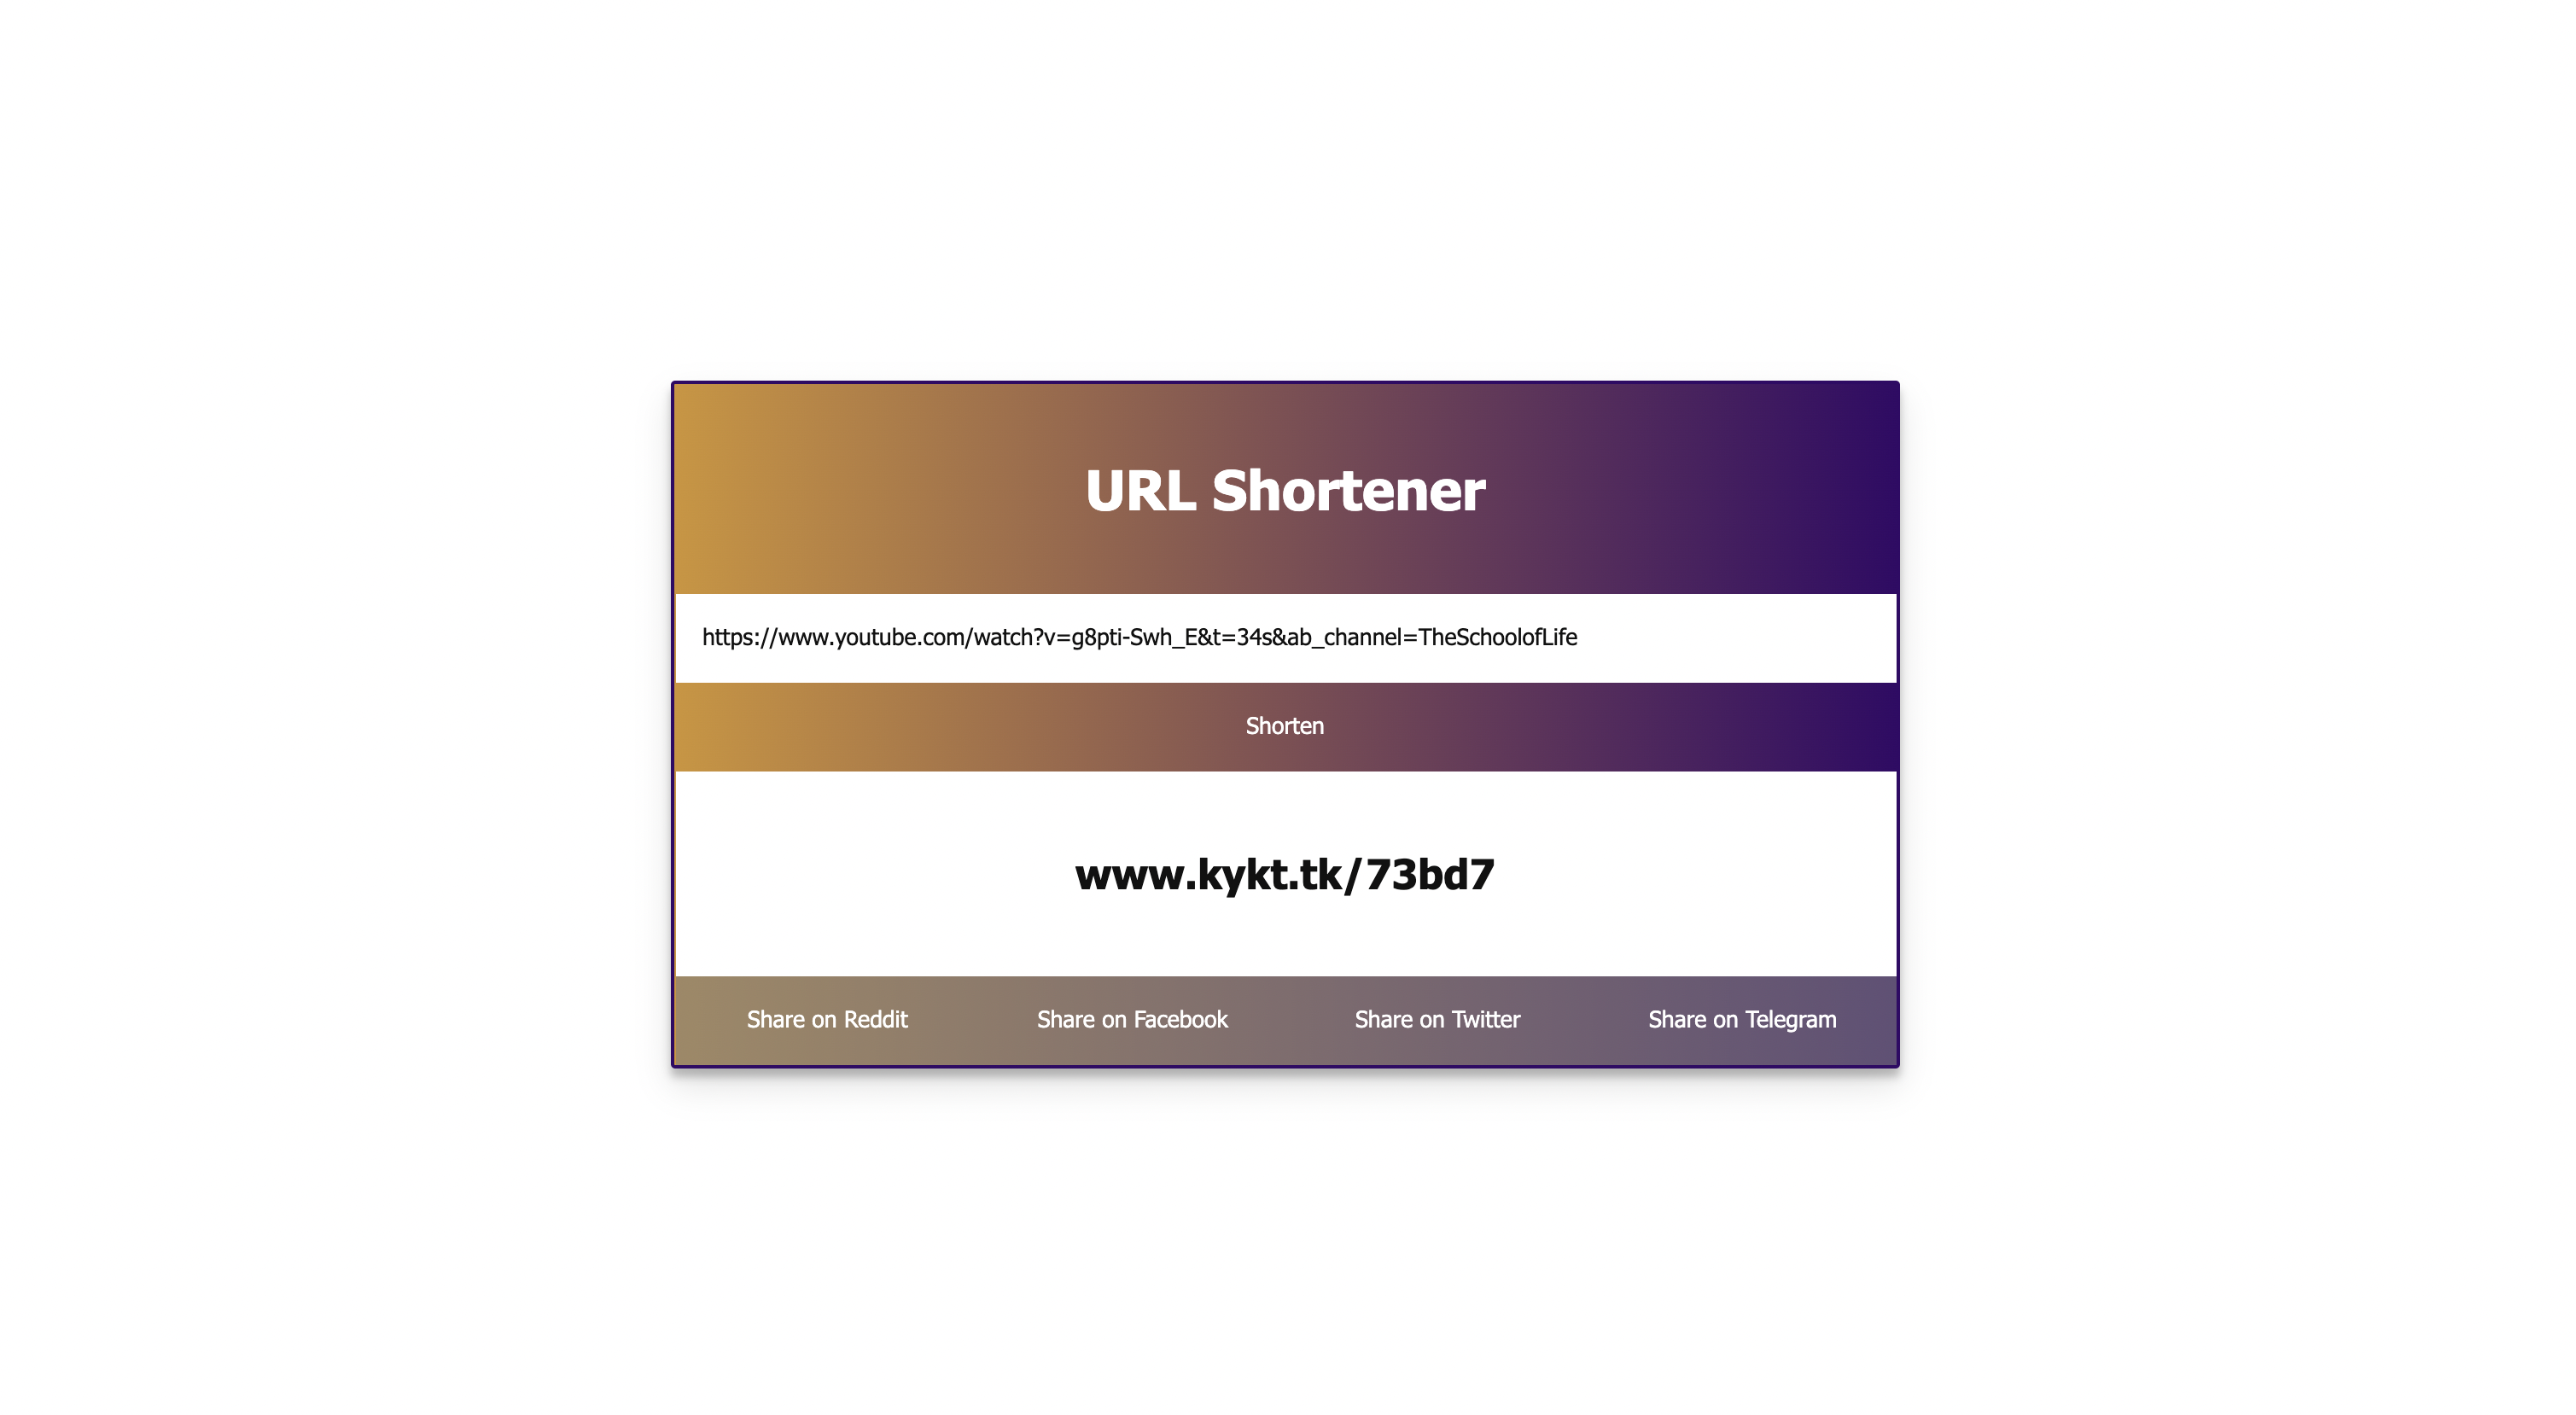 URL Shortener
https://www.youtube.com/watch?v=g8pti-Swh_E&t=34s&ab_channel=TheSchoolofLife
Shorten
www.kykt.tk/73bd7
Share on Reddit Share on Facebook Share on Twitter Share on Telegram